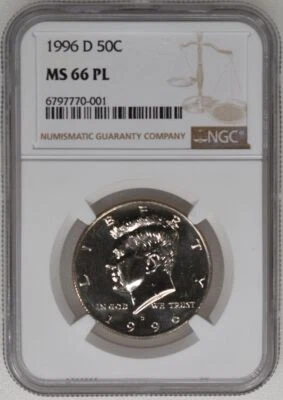 1996 D 50C
MS 66 PL
6797770-001
NUMISMATIC GUARANTY COMPANY
NGC
LIBERTY
IN GOD WE TRUST
D
1996